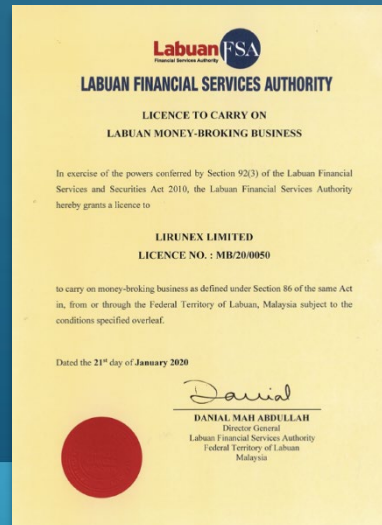 Labuan FSA
Financial Services Authority
LABUAN FINANCIAL SERVICES AUTHORITY
LICENCE TO CARRY ON
LABUAN MONEY-BROKING BUSINESS
In exercise of the powers conferred by Section 92(3) of the Labuan Financial
Services and Securities Act 2010, the Labuan Financial Services Authority
hereby grants a licence to
LIRUNEX LIMITED
LICENCE NO. : MB/20/0050
to carry on money-broking business as defined under Section 86 of the same Act
in, from or through the Federal Territory of Labuan, Malaysia subject to the
conditions specified overleaf.
Dated the 21st day of January 2020
Danial
DANIAL MAH ABDULLAH
Director General
Labuan Financial Services Authority
Federal Territory of Labuan
Malaysia